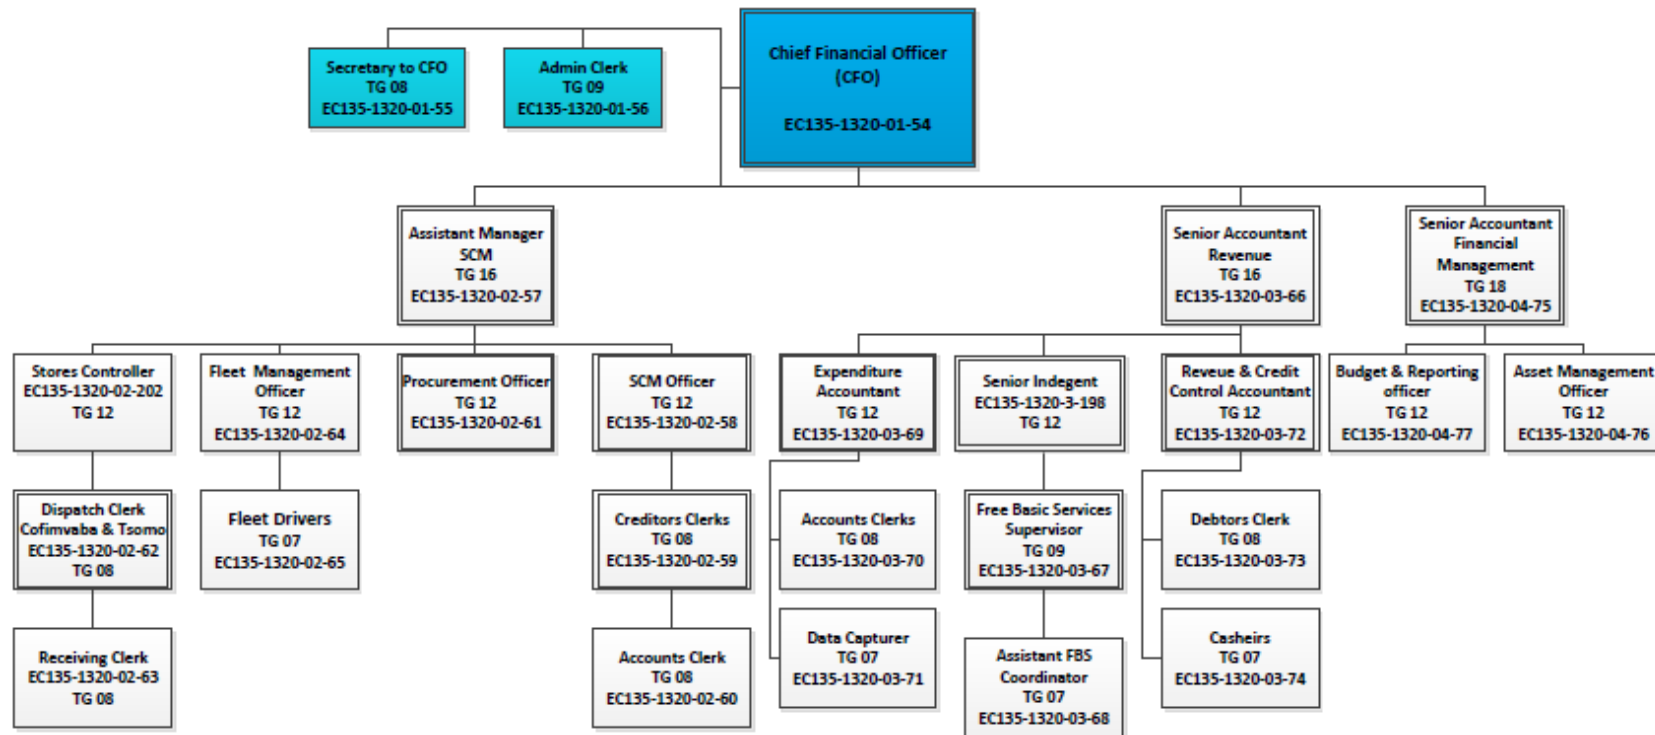 Chief Financial Officer
(CFO)
EC135-1320-01-54
Secretary to CFO
TG 08
EC135-1320-01-55
Admin Clerk
TG 09
EC135-1320-01-56
Assistant Manager
SCM
TG 16
EC135-1320-02-57
Senior Accountant
Revenue
TG 16
EC135-1320-03-66
Senior Accountant
Financial
Management
TG 18
EC135-1320-04-75
Stores Controller
EC135-1320-02-202
TG 12
Fleet Management
Officer
TG 12
EC135-1320-02-64
Procurement Officer
TG 12
EC135-1320-02-61
SCM Officer
TG 12
EC135-1320-02-58
Expenditure
Accountant
TG 12
EC135-1320-03-69
Senior Indegent
EC135-1320-3-198
TG 12
Reveue & Credit
Control Accountant
TG 12
EC135-1320-03-72
Budget & Reporting
officer
TG 12
EC135-1320-04-77
Asset Management
Officer
TG 12
EC135-1320-04-76
Dispatch Clerk
Cofimvaba & Tsomo
EC135-1320-02-62
TG 08
Fleet Drivers
TG 07
EC135-1320-02-65
Creditors Clerks
TG 08
EC135-1320-02-59
Accounts Clerks
TG 08
EC135-1320-03-70
Free Basic Services
Supervisor
TG 09
EC135-1320-03-67
Debtors Clerk
TG 08
EC135-1320-03-73
Receiving Clerk
EC135-1320-02-63
TG 08
Accounts Clerk
TG 08
EC135-1320-02-60
Data Capturer
TG 07
EC135-1320-03-71
Assistant FBS
Coordinator
TG 07
EC135-1320-03-68
Casheirs
TG 07
EC135-1320-03-74